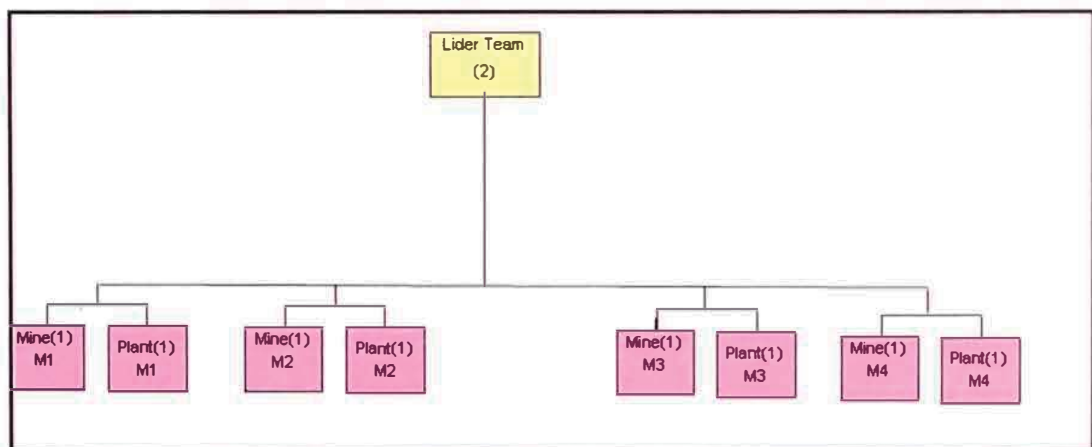 Lider Team
(2)
Mine(1)
M1
Plant(1)
M1
Mine(1)
M2
Plant(1)
M2
Mine(1)
M3
Plant(1)
M3
Mine(1)
M4
Plant(1)
M4